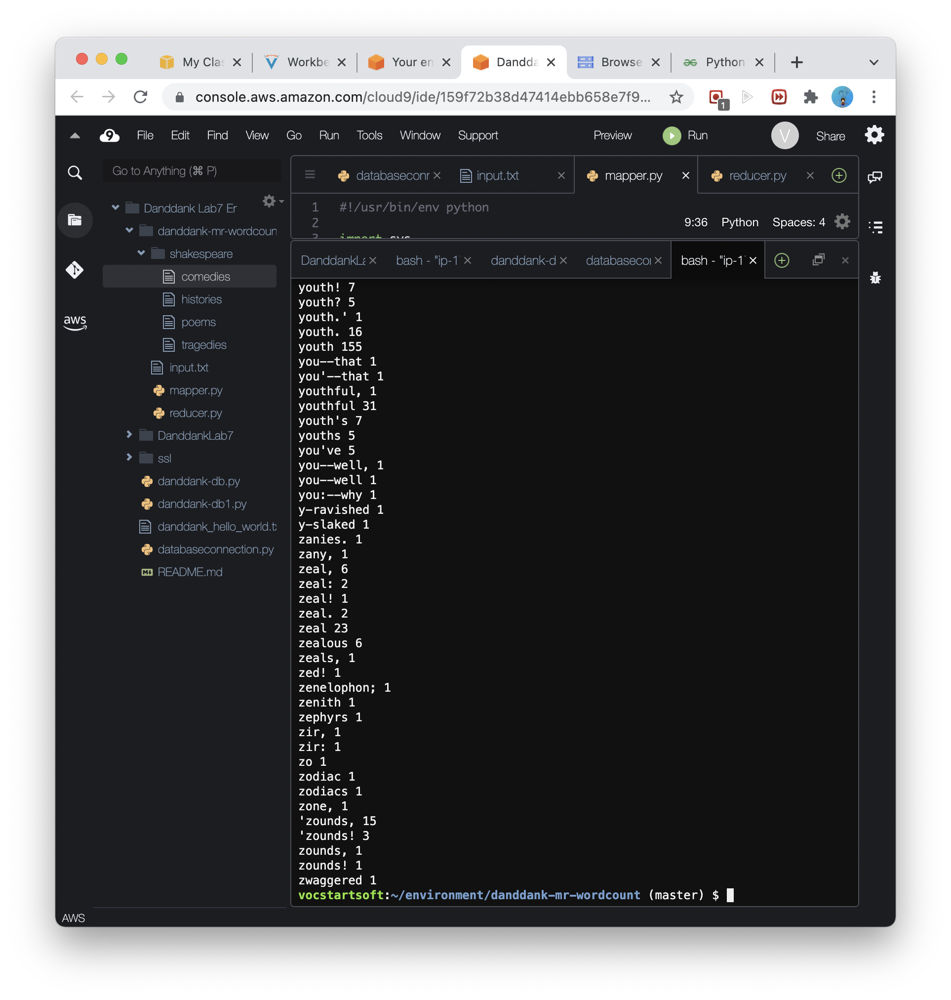 My Clas
Workbe
Your en
Dandda
Browse
Python
console.aws.amazon.com/cloud9/ide/159f72b38d47414ebb658e7f9...
1
9 File Edit Find View Go Run Tools Window Support Preview Run V Share
Go to Anything (⌘ P)
Danddank Lab7 Er
danddank-mr-wordcoun
shakespeare
comedies
histories
poems
tragedies
input.txt
mapper.py
reducer.py
DanddankLab7
ssl
danddank-db.py
danddank-db1.py
danddank_hello_world.t
databaseconnection.py
M README.md
aws
AWS
databaseconr input.txt mapper.py reducer.py
1 #!/usr/bin/env python
2
3 import sys
9:36 Python Spaces: 4
DanddankLa bash - "ip-1 danddank-d databasecoı bash - "ip-1
youth! 7
youth? 5
youth.' 1
youth. 16
youth 155
you--that 1
you'--that 1
youthful, 1
youthful 31
youth's 7
youths 5
you've 5
you--well, 1
you--well 1
you:--why 1
y-ravished 1
y-slaked 1
zanies. 1
zany, 1
zeal, 6
zeal: 2
zeal! 1
zeal. 2
zeal 23
zealous 6
zeals, 1
zed! 1
zenelophon; 1
zenith 1
zephyrs 1
zir, 1
zir: 1
zo 1
zodiac 1
zodiacs 1
zone, 1
'zounds, 15
'zounds! 3
zounds, 1
zounds! 1
zwaggered 1
vocstartsoft:~/environment/danddank-mr-wordcount (master) $